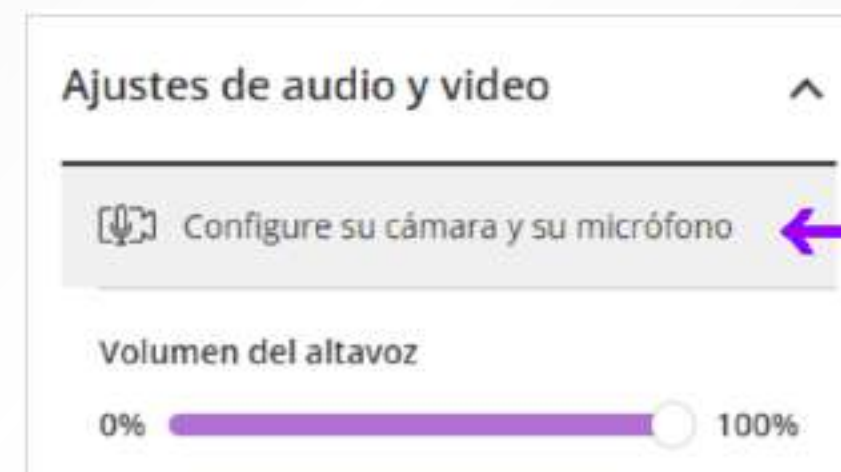 Ajustes de audio y video
Configure su cámara y su micrófono
Volumen del altavoz
0% 100%